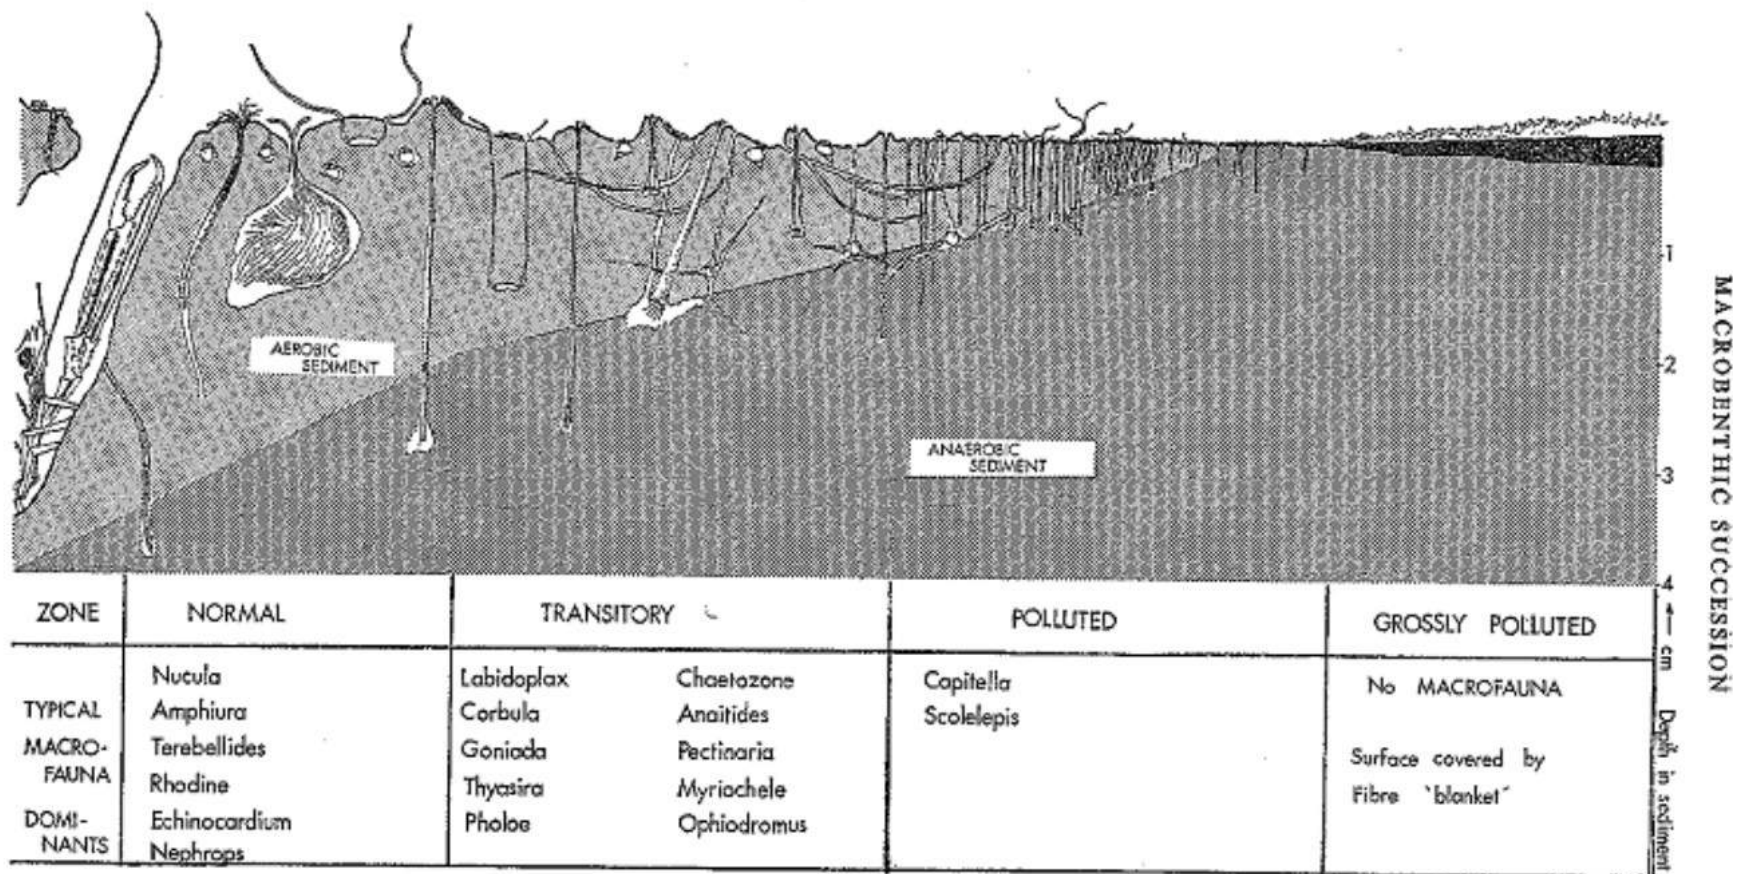 AEROBIC
SEDIMENT
ANAEROBIC
SEDIMENT
1
2
3
4
cm
Depth in sediment
MACROBENTHIC SUCCESSION
ZONE
NORMAL
TRANSITORY
POLLUTED
GROSSLY POLLUTED
TYPICAL
MACRO-
FAUNA
DOMI-
NANTS
Nucula
Amphiura
Terebellides
Rhodine
Echinocardium
Nephrops
Labidoplax
Corbula
Goniada
Thyasira
Pholoe
Chaetozone
Anaitides
Pectinaria
Myriochele
Ophiodromus
Capitella
Scolelepis
No MACROFAUNA
Surface covered by
Fibre 'blanket'